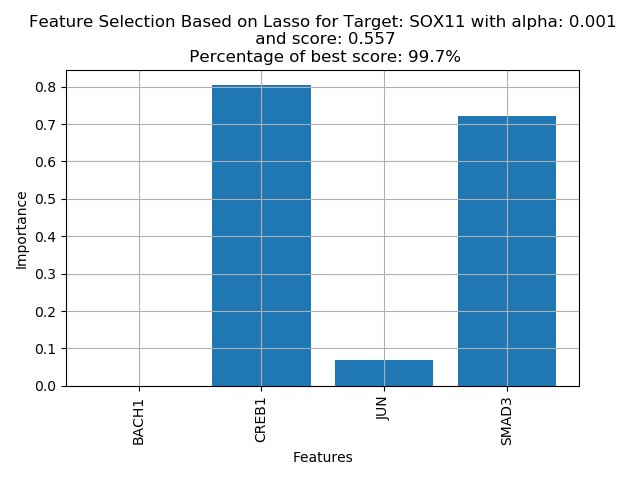 Feature Selection Based on Lasso for Target: SOX11 with alpha: 0.001
and score: 0.557
Percentage of best score: 99.7%
0.8
0.7
0.6
0.5
0.4
0.3
0.2
0.1
0.0
Importance
BACH1
CREB1
JUN
SMAD3
Features